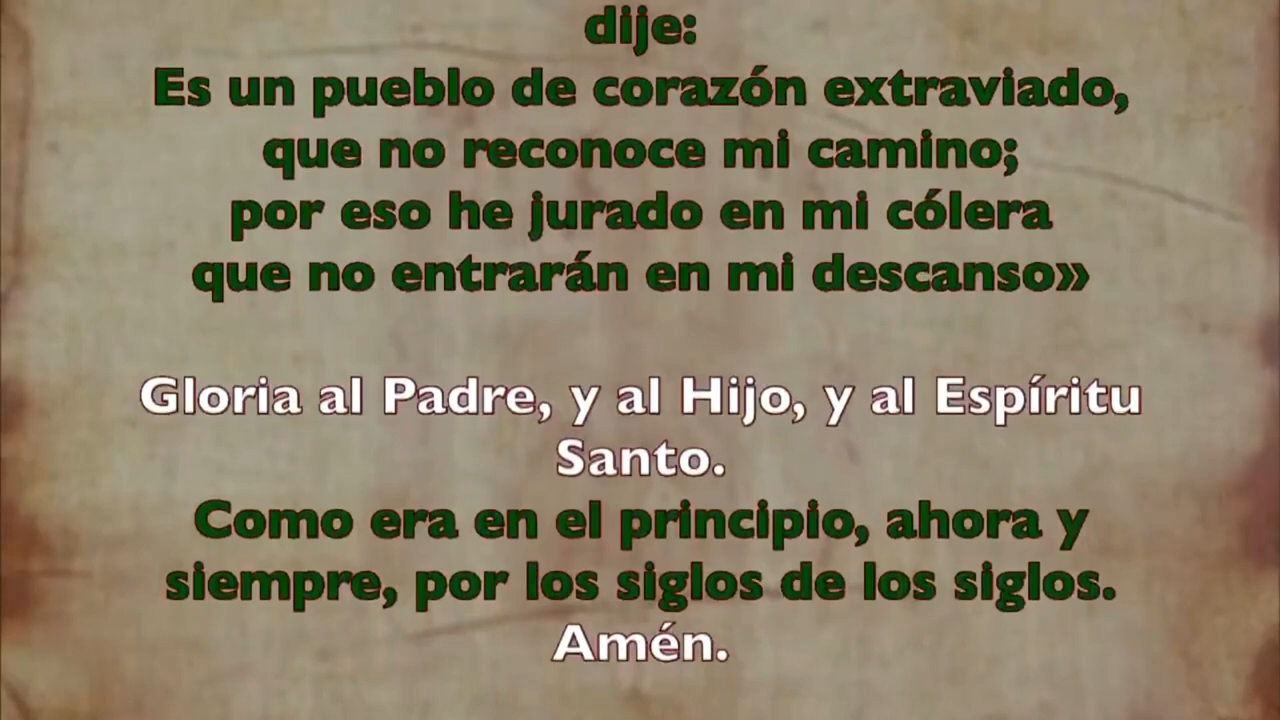 dije:
Es un pueblo de corazón extraviado,
que no reconoce mi camino;
por eso he jurado en mi cólera
que no entrarán en mi descanso»
Gloria al Padre, y al Hijo, y al Espíritu
Santo.
Como era en el principio, ahora y
siempre, por los siglos de los siglos.
Amén.